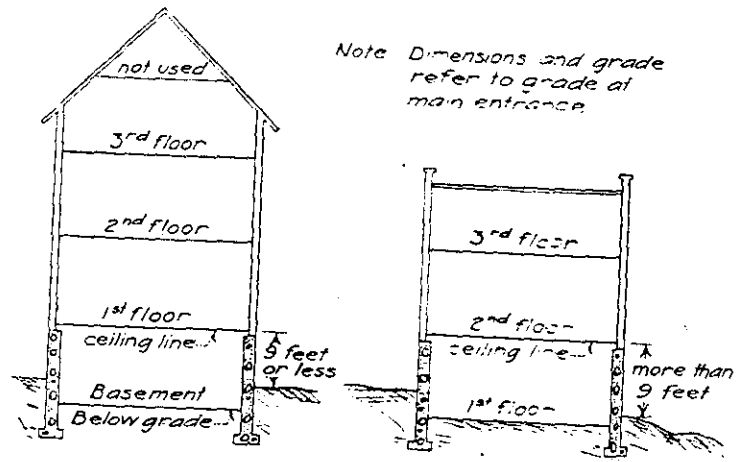 Note Dimensions and grade
refer to grade at
main entrance
not used
3rd floor
2nd floor
1st floor
ceiling line
9 feet
or less
Basement
Below grade
3rd floor
2nd floor
ceiling line
more than
9 feet
1st floor